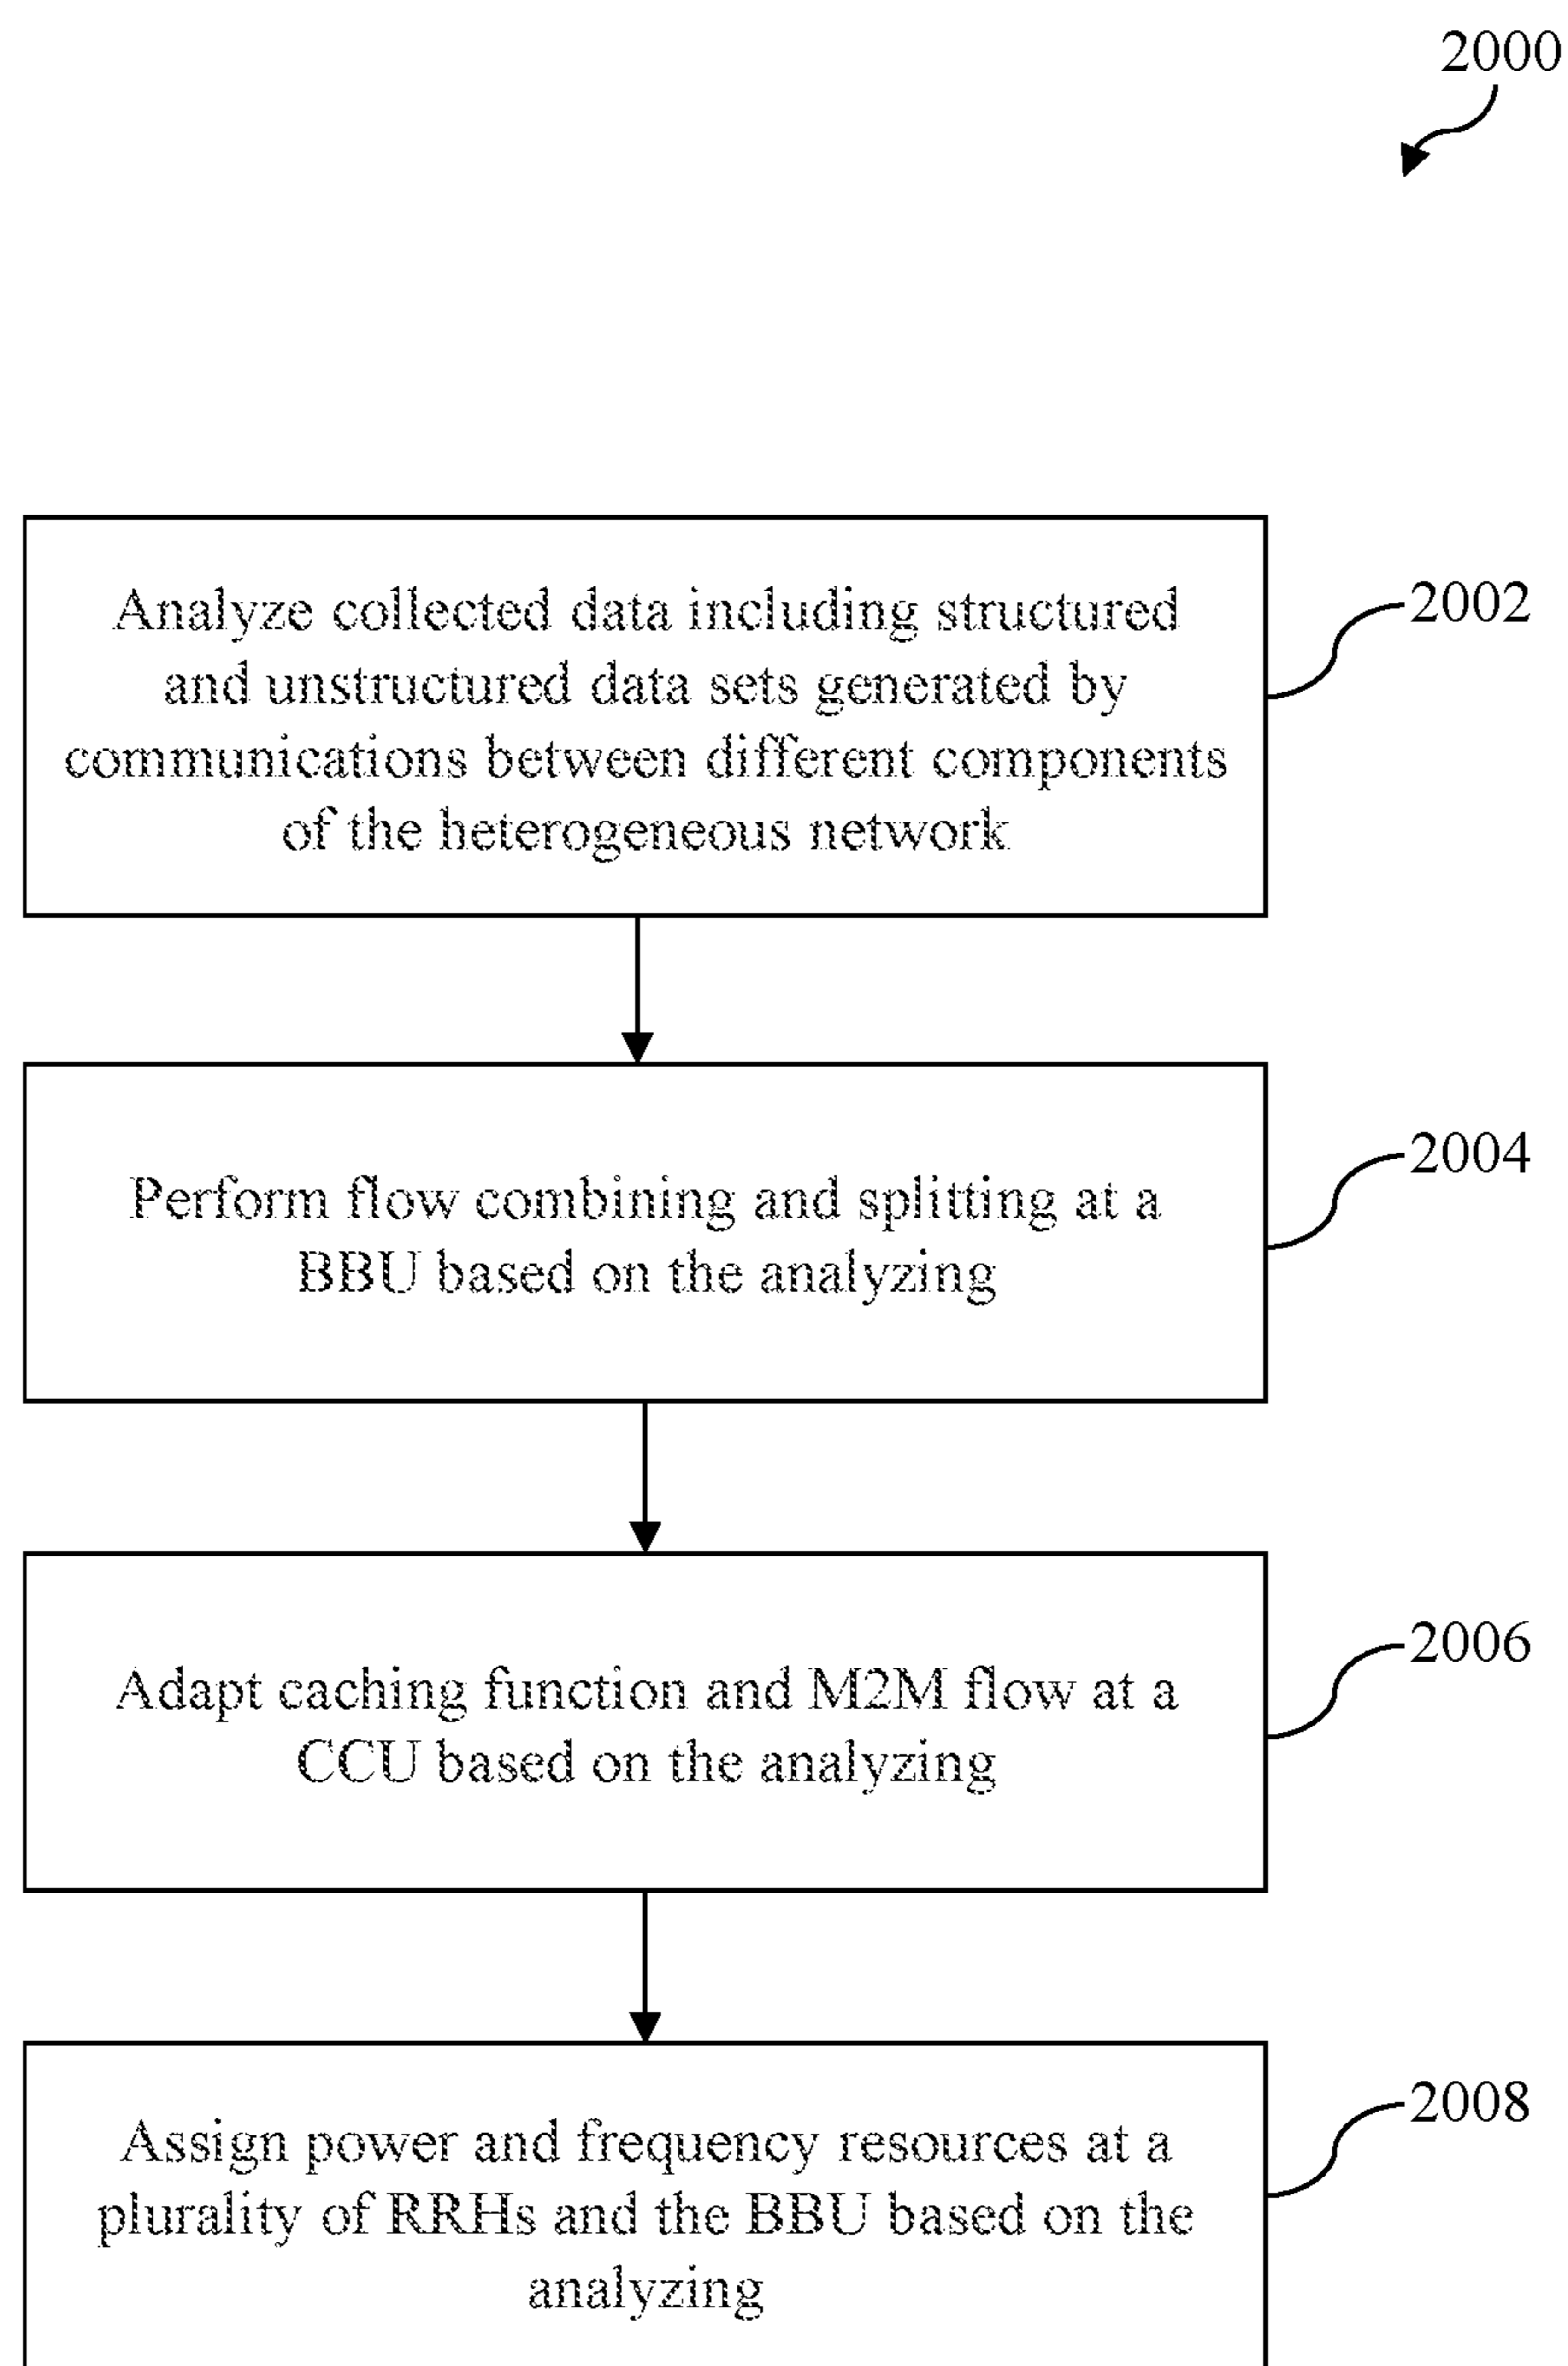 2000
Analyze collected data including structured
and unstructured data sets generated by
communications between different components
of the heterogeneous network
2002
Perform flow combining and splitting at a
BBU based on the analyzing
2004
Adapt caching function and M2M flow at a
CCU based on the analyzing
2006
Assign power and frequency resources at a
plurality of RRHs and the BBU based on the
analyzing
2008